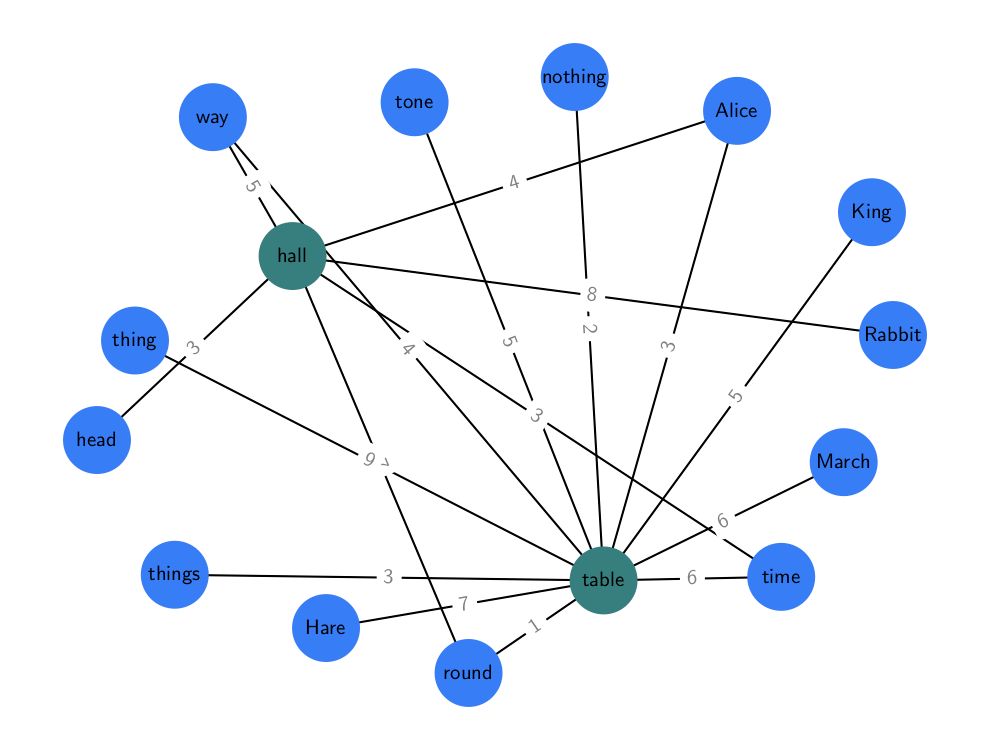 nothing
tone
Alice
way
4
5
King
hall
8
2
Rabbit
thing
3
5
3
4
5
3
head
9
March
6
things
3
table
6
time
7
Hare
1
round